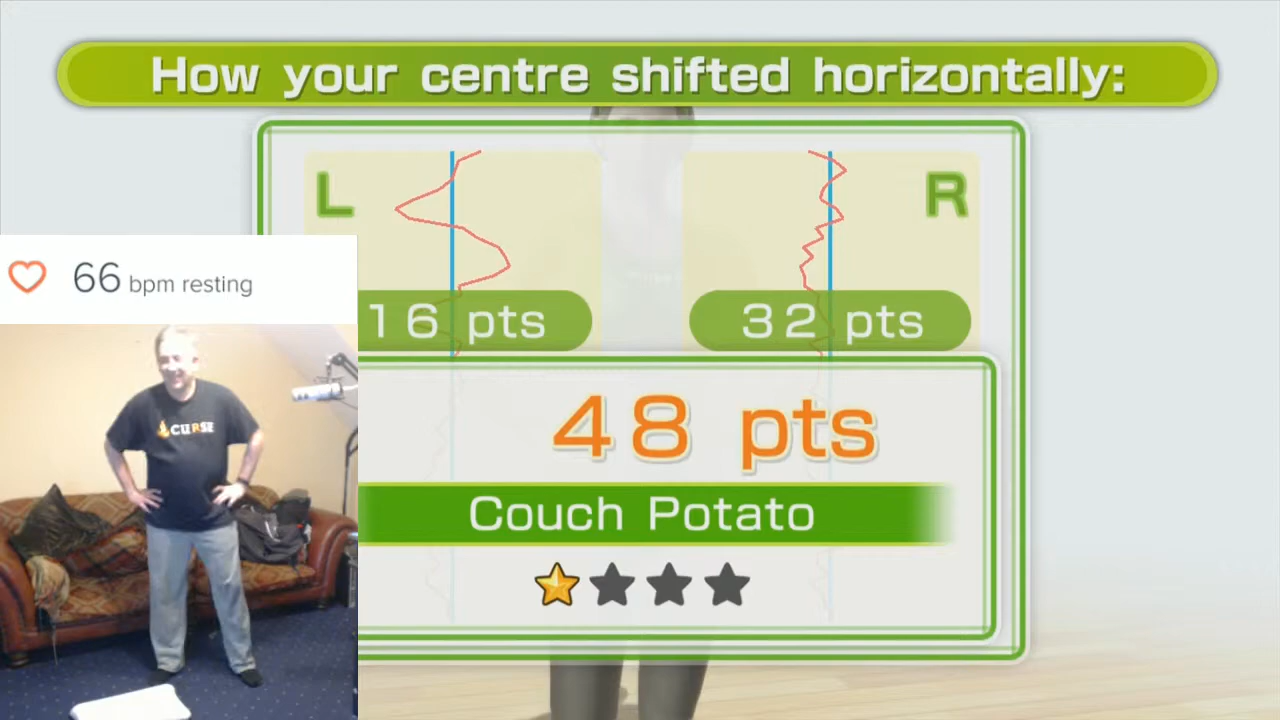 How your centre shifted horizontally:
L
R
66 bpm resting
16 pts
32 pts
CURSE
48 pts
Couch Potato